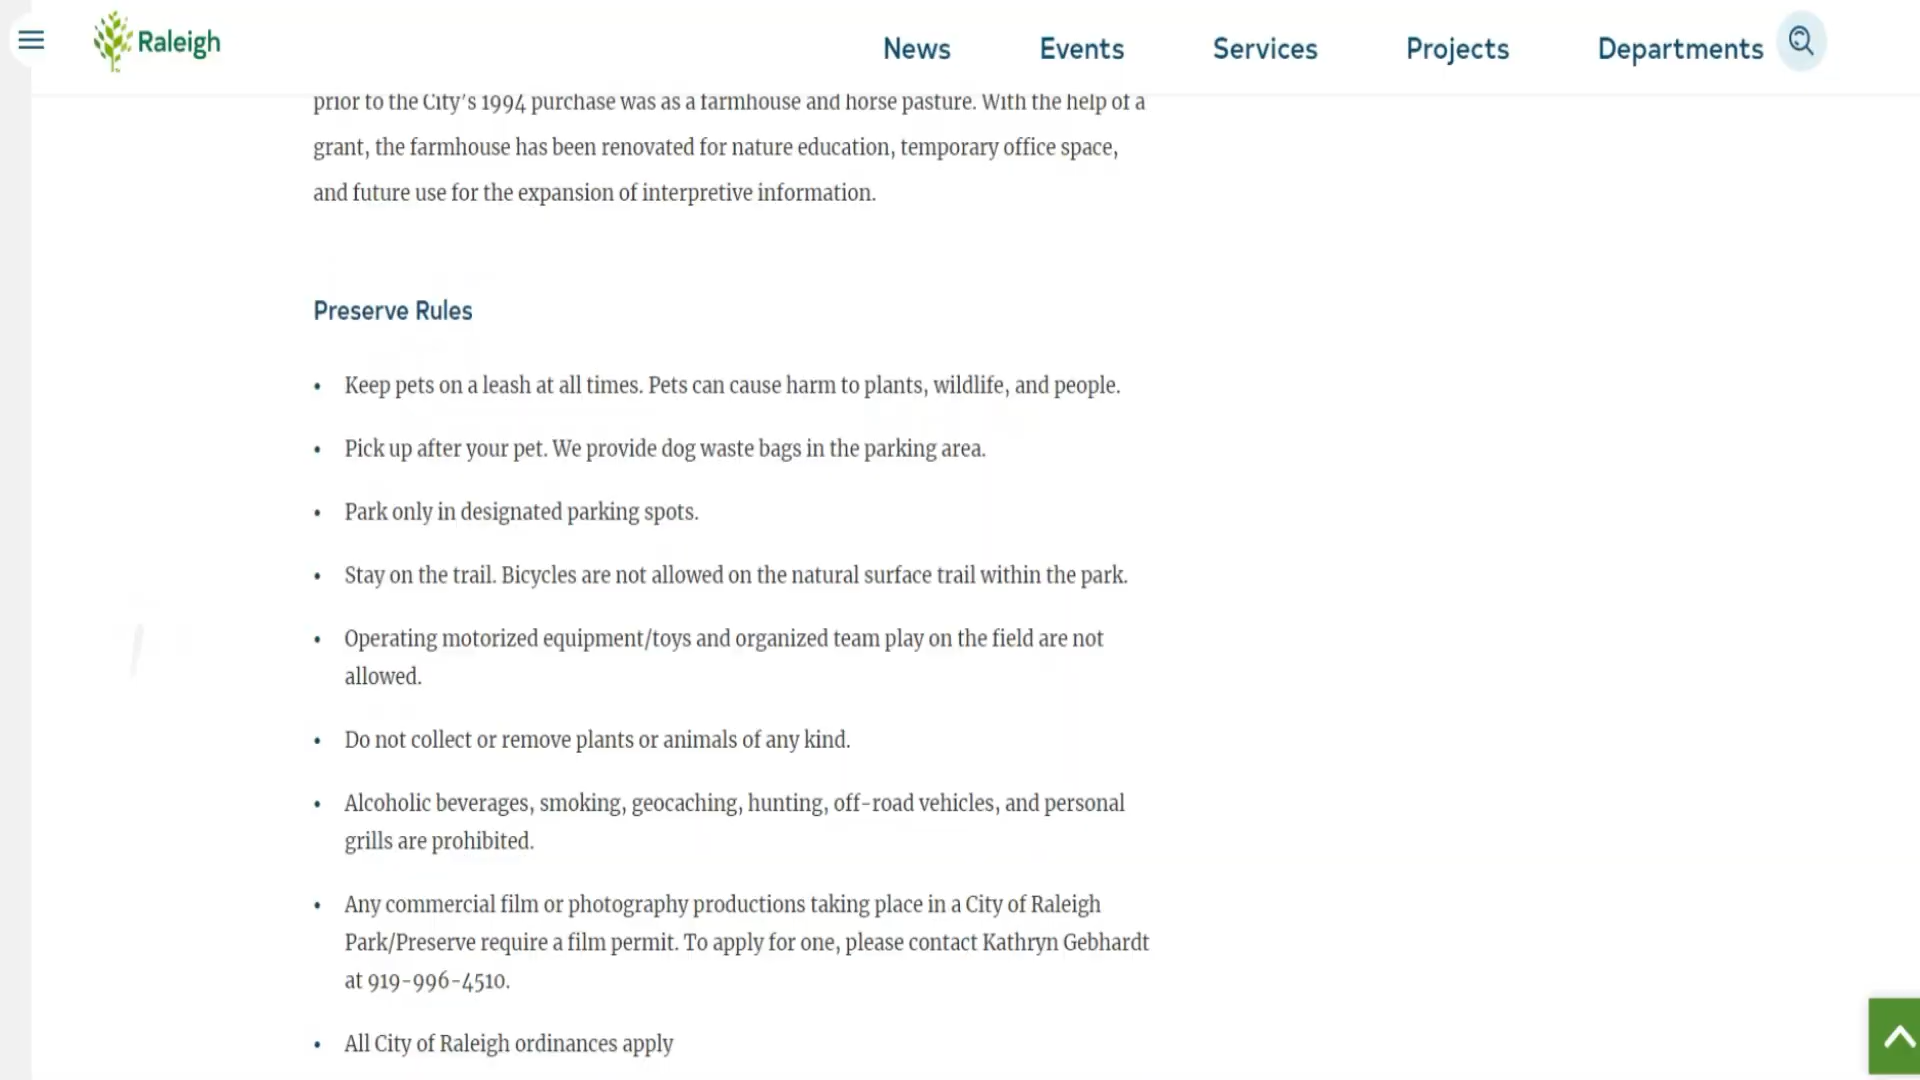 Raleigh
News
Events
Services
Projects
Departments
prior to the City's 1994 purchase was as a farmhouse and horse pasture. With the help of a
grant, the farmhouse has been renovated for nature education, temporary office space,
and future use for the expansion of interpretive information.
Preserve Rules
• Keep pets on a leash at all times. Pets can cause harm to plants, wildlife, and people.
• Pick up after your pet. We provide dog waste bags in the parking area.
• Park only in designated parking spots.
• Stay on the trail. Bicycles are not allowed on the natural surface trail within the park.
• Operating motorized equipment/toys and organized team play on the field are not
allowed.
• Do not collect or remove plants or animals of any kind.
• Alcoholic beverages, smoking, geocaching, hunting, off-road vehicles, and personal
grills are prohibited.
• Any commercial film or photography productions taking place in a City of Raleigh
Park/Preserve require a film permit. To apply for one, please contact Kathryn Gebhardt
at 919-996-4510.
• All City of Raleigh ordinances apply